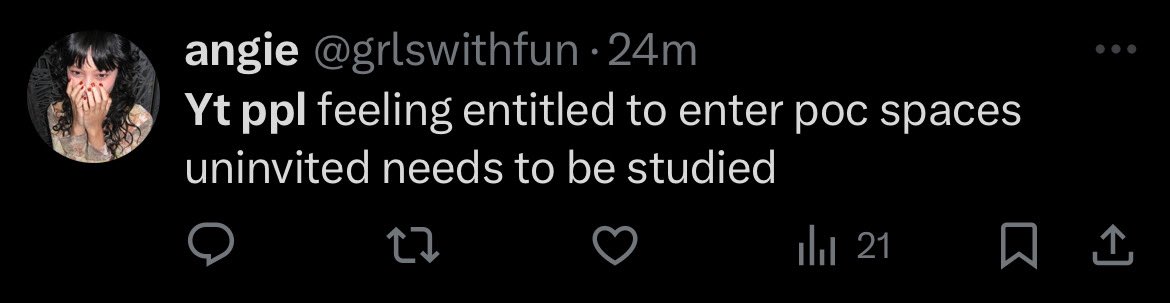 angie @grlswithfun · 24m
Yt ppl feeling entitled to enter poc spaces
uninvited needs to be studied
21